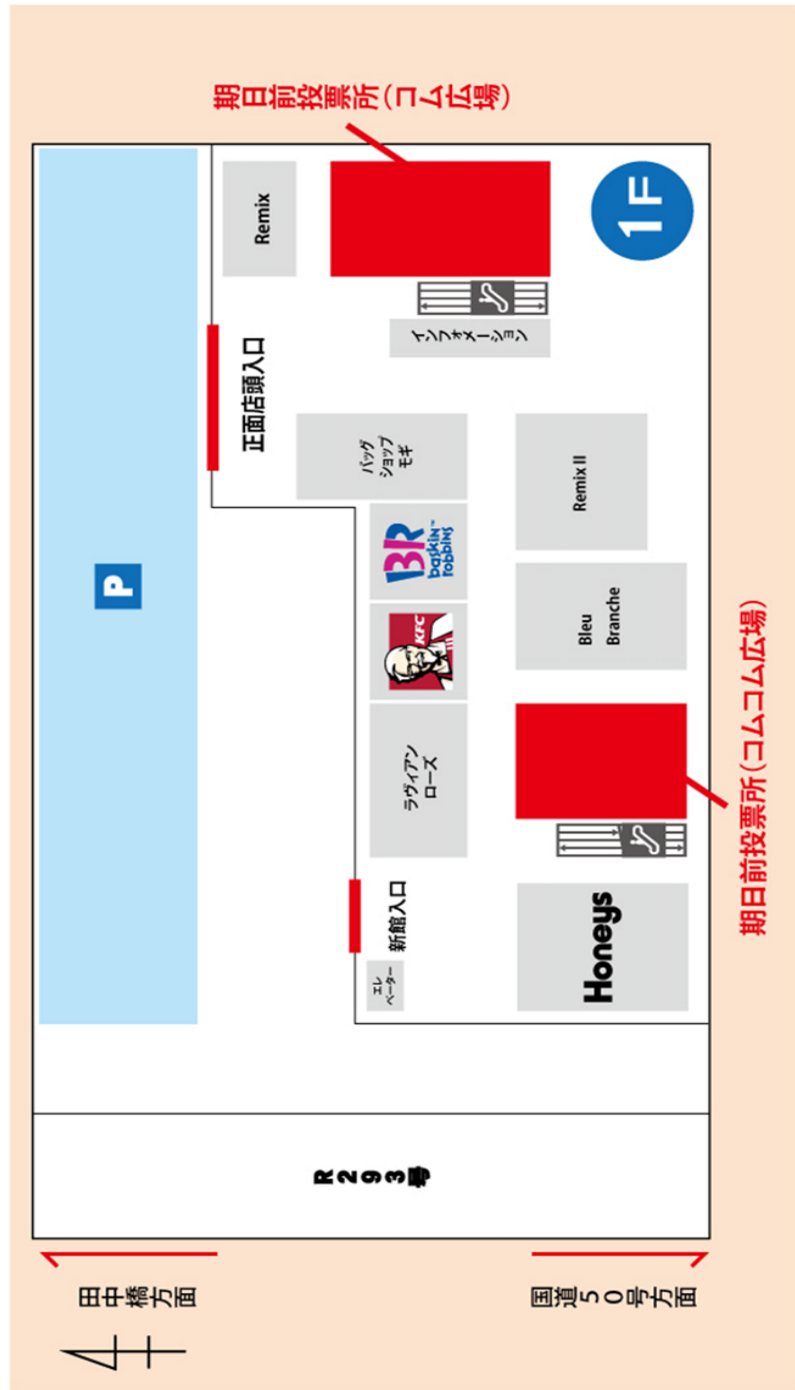 期日前投票所(コム広場)
Remix
1F
インフォメーション
正面店頭入口
バッグ
ショップ
モギ
Remix II
P
BR
baskin™
robbins
KFC
Bleu
Branche
ラヴィアン
ローズ
期日前投票所(コムコム広場)
新館入口
エレ
ベーター
Honeys
R293号
田中橋方面
国道50号方面